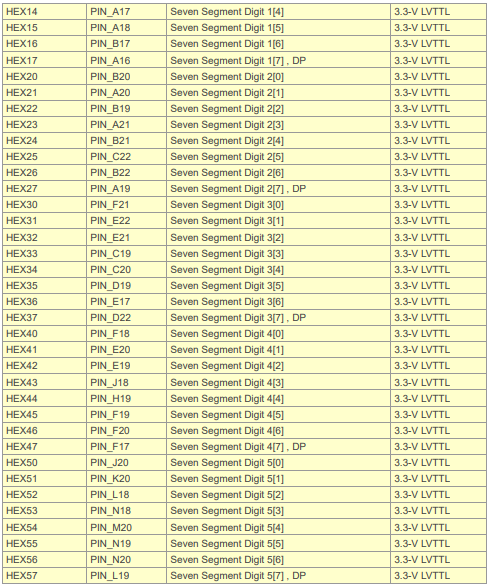 HEX14 PIN_A17 Seven Segment Digit 1[4] 3.3-V LVTTL
HEX15 PIN_A18 Seven Segment Digit 1[5] 3.3-V LVTTL
HEX16 PIN_B17 Seven Segment Digit 1[6] 3.3-V LVTTL
HEX17 PIN_A16 Seven Segment Digit 1[7] , DP 3.3-V LVTTL
HEX20 PIN_B20 Seven Segment Digit 2[0] 3.3-V LVTTL
HEX21 PIN_A20 Seven Segment Digit 2[1] 3.3-V LVTTL
HEX22 PIN_B19 Seven Segment Digit 2[2] 3.3-V LVTTL
HEX23 PIN_A21 Seven Segment Digit 2[3] 3.3-V LVTTL
HEX24 PIN_B21 Seven Segment Digit 2[4] 3.3-V LVTTL
HEX25 PIN_C22 Seven Segment Digit 2[5] 3.3-V LVTTL
HEX26 PIN_B22 Seven Segment Digit 2[6] 3.3-V LVTTL
HEX27 PIN_A19 Seven Segment Digit 2[7] , DP 3.3-V LVTTL
HEX30 PIN_F21 Seven Segment Digit 3[0] 3.3-V LVTTL
HEX31 PIN_E22 Seven Segment Digit 3[1] 3.3-V LVTTL
HEX32 PIN_E21 Seven Segment Digit 3[2] 3.3-V LVTTL
HEX33 PIN_C19 Seven Segment Digit 3[3] 3.3-V LVTTL
HEX34 PIN_C20 Seven Segment Digit 3[4] 3.3-V LVTTL
HEX35 PIN_D19 Seven Segment Digit 3[5] 3.3-V LVTTL
HEX36 PIN_E17 Seven Segment Digit 3[6] 3.3-V LVTTL
HEX37 PIN_D22 Seven Segment Digit 3[7] , DP 3.3-V LVTTL
HEX40 PIN_F18 Seven Segment Digit 4[0] 3.3-V LVTTL
HEX41 PIN_E20 Seven Segment Digit 4[1] 3.3-V LVTTL
HEX42 PIN_E19 Seven Segment Digit 4[2] 3.3-V LVTTL
HEX43 PIN_J18 Seven Segment Digit 4[3] 3.3-V LVTTL
HEX44 PIN_H19 Seven Segment Digit 4[4] 3.3-V LVTTL
HEX45 PIN_F19 Seven Segment Digit 4[5] 3.3-V LVTTL
HEX46 PIN_F20 Seven Segment Digit 4[6] 3.3-V LVTTL
HEX47 PIN_F17 Seven Segment Digit 4[7] , DP 3.3-V LVTTL
HEX50 PIN_J20 Seven Segment Digit 5[0] 3.3-V LVTTL
HEX51 PIN_K20 Seven Segment Digit 5[1] 3.3-V LVTTL
HEX52 PIN_L18 Seven Segment Digit 5[2] 3.3-V LVTTL
HEX53 PIN_N18 Seven Segment Digit 5[3] 3.3-V LVTTL
HEX54 PIN_M20 Seven Segment Digit 5[4] 3.3-V LVTTL
HEX55 PIN_N19 Seven Segment Digit 5[5] 3.3-V LVTTL
HEX56 PIN_N20 Seven Segment Digit 5[6] 3.3-V LVTTL
HEX57 PIN_L19 Seven Segment Digit 5[7] , DP 3.3-V LVTTL